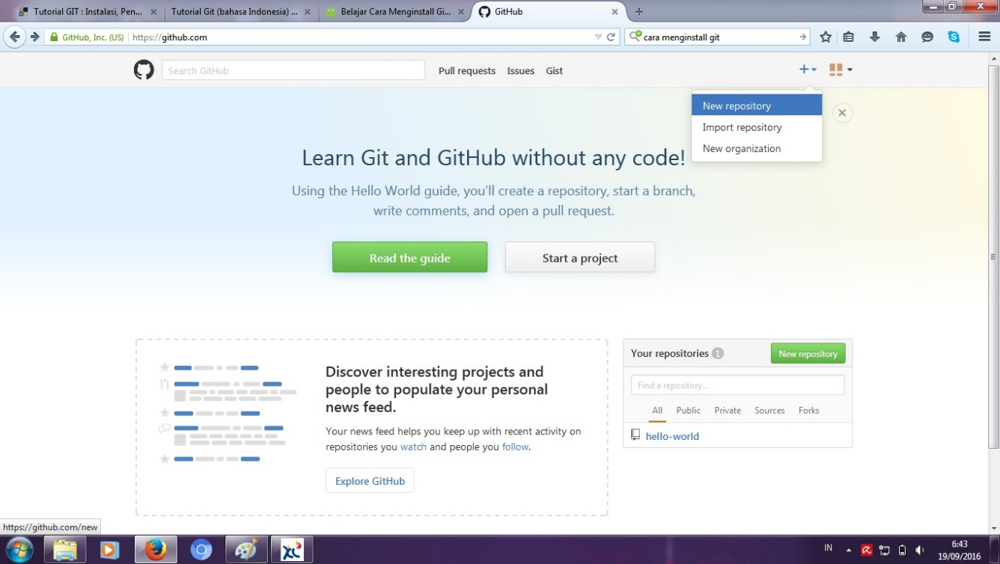 Tutorial GIT : Instalasi, Pen...
Tutorial Git (bahasa Indonesia) ...
Belajar Cara Menginstall Gi...
GitHub
GitHub, Inc. (US)
https://github.com
cara menginstall git
Search GitHub
Pull requests
Issues
Gist
New repository
Import repository
New organization
Learn Git and GitHub without any code!
Using the Hello World guide, you'll create a repository, start a branch,
write comments, and open a pull request.
Read the guide
Start a project
Discover interesting projects and
people to populate your personal
news feed.
Your news feed helps you keep up with recent activity on
repositories you watch and people you follow.
Explore GitHub
Your repositories 1
New repository
Find a repository...
All
Public
Private
Sources
Forks
hello-world
https://github.com/new
IN
6:43
19/09/2016